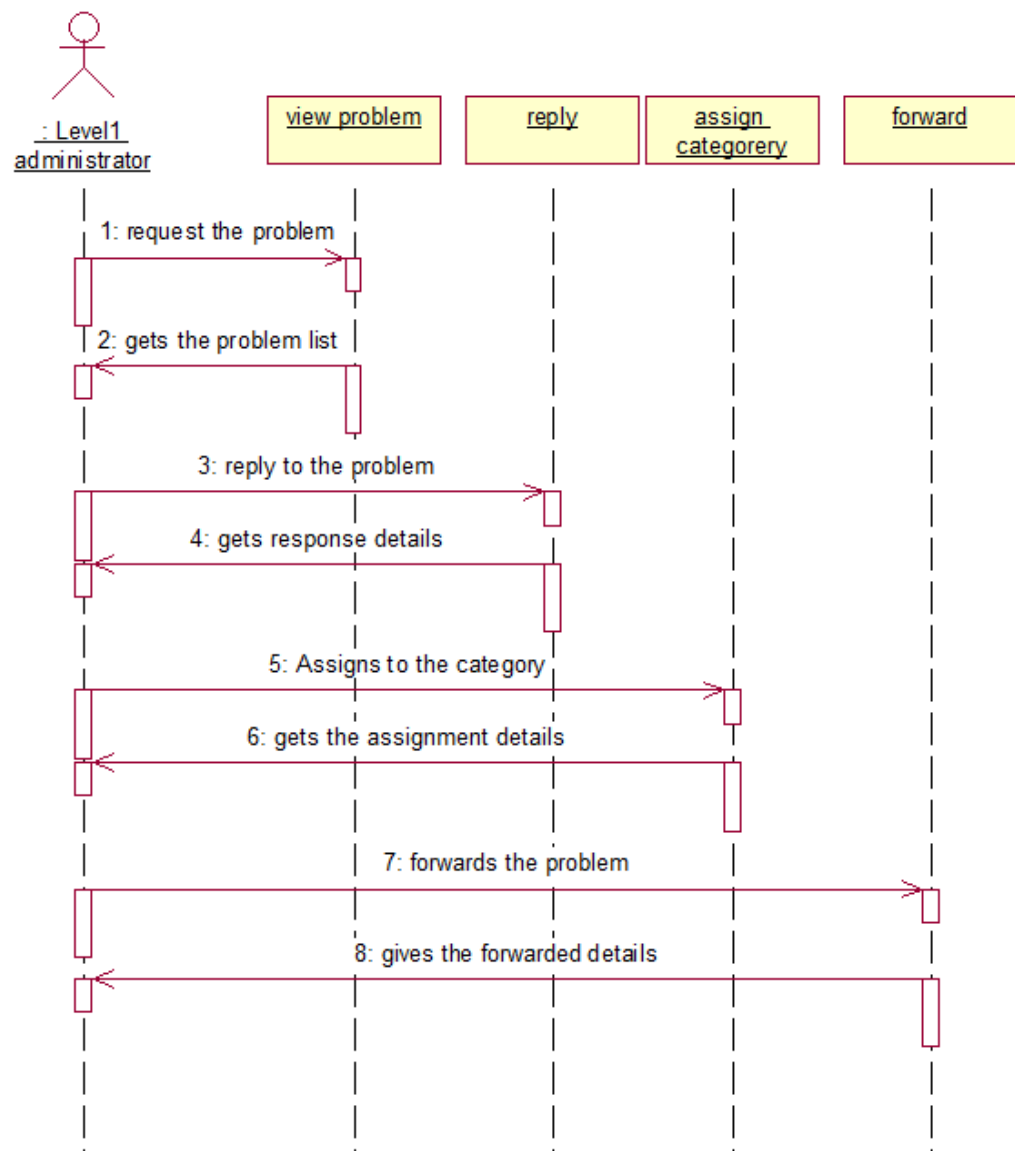 : Level1
administrator
view problem
reply
assign
categorery
forward
1: request the problem
2: gets the problem list
3: reply to the problem
4: gets response details
5: Assigns to the category
6: gets the assignment details
7: forwards the problem
8: gives the forwarded details